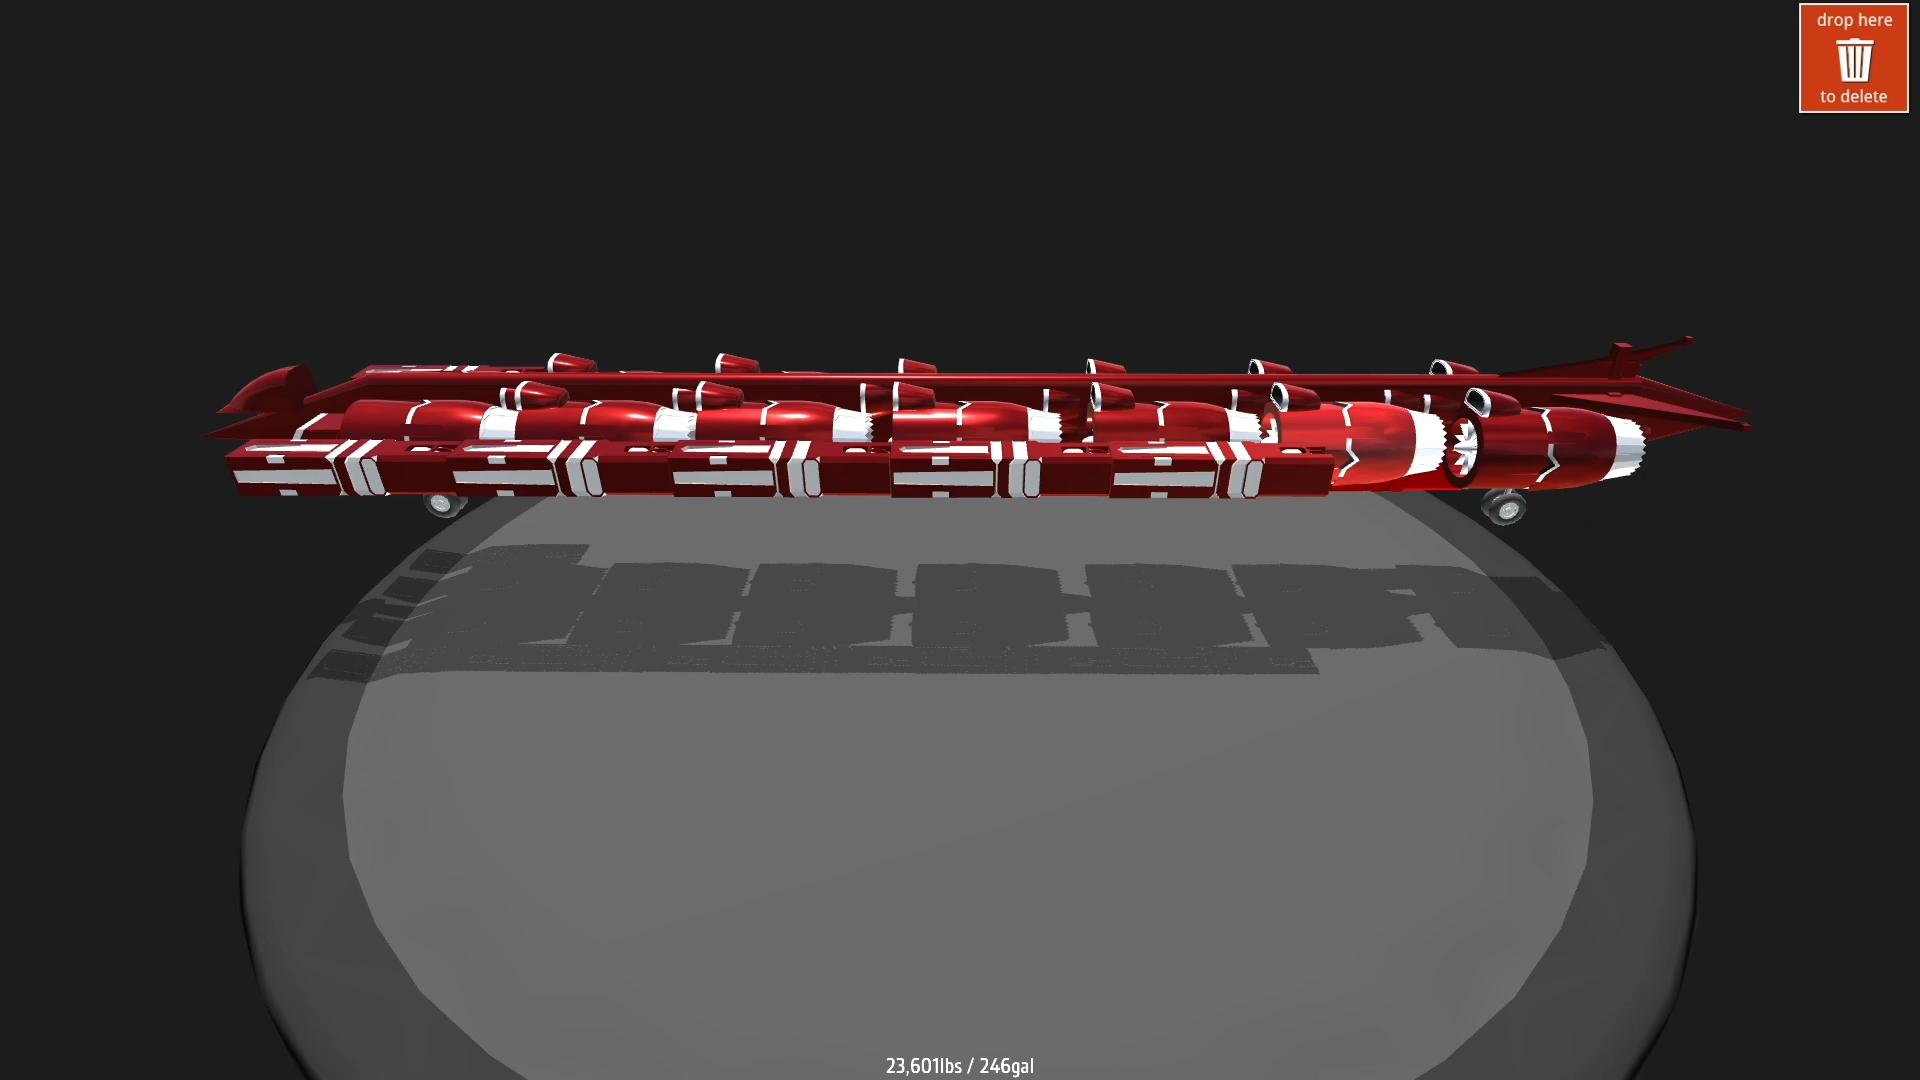 drop here
to delete
23,601lbs / 246gal